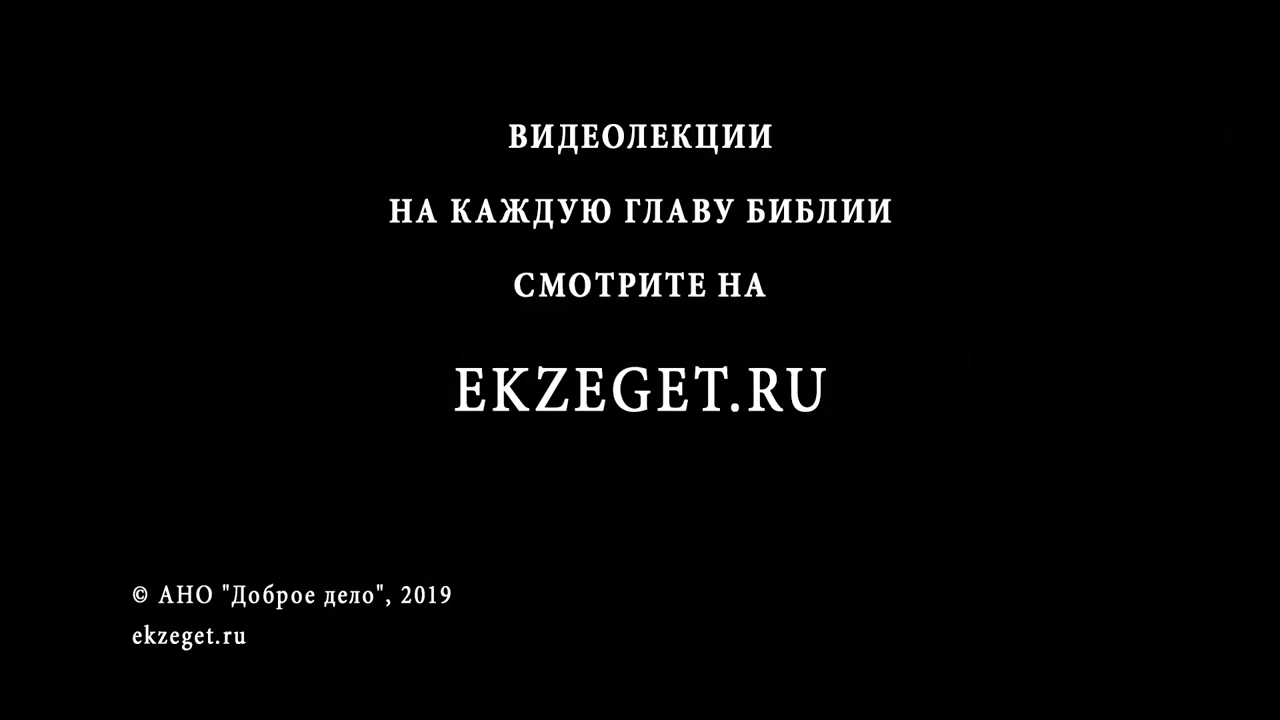 ВИДЕОЛЕКЦИИ
НА КАЖДУЮ ГЛАВУ БИБЛИИ
СМОТРИТЕ НА
EKZEGET.RU
© АНО "Доброе дело", 2019
ekzeget.ru